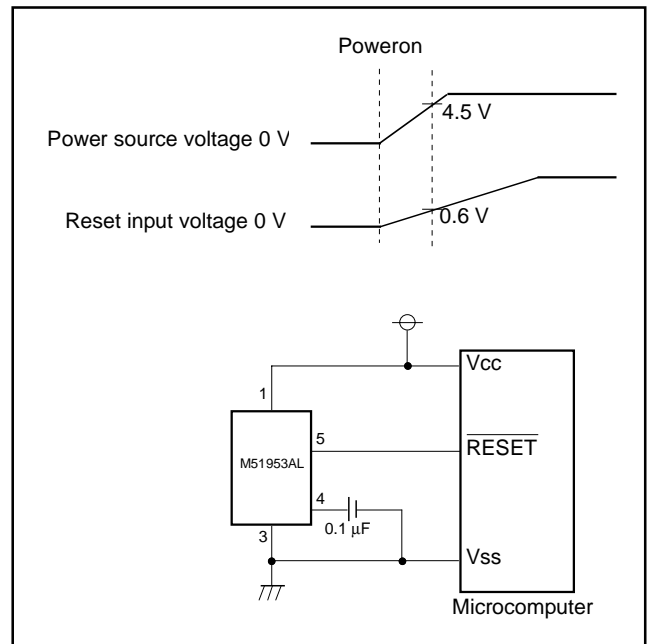 Poweron
4.5 V
Power source voltage 0 V
0.6 V
Reset input voltage 0 V
Vcc
1
5
RESET
M51953AL
4
0.1 µF
3
Vss
Microcomputer